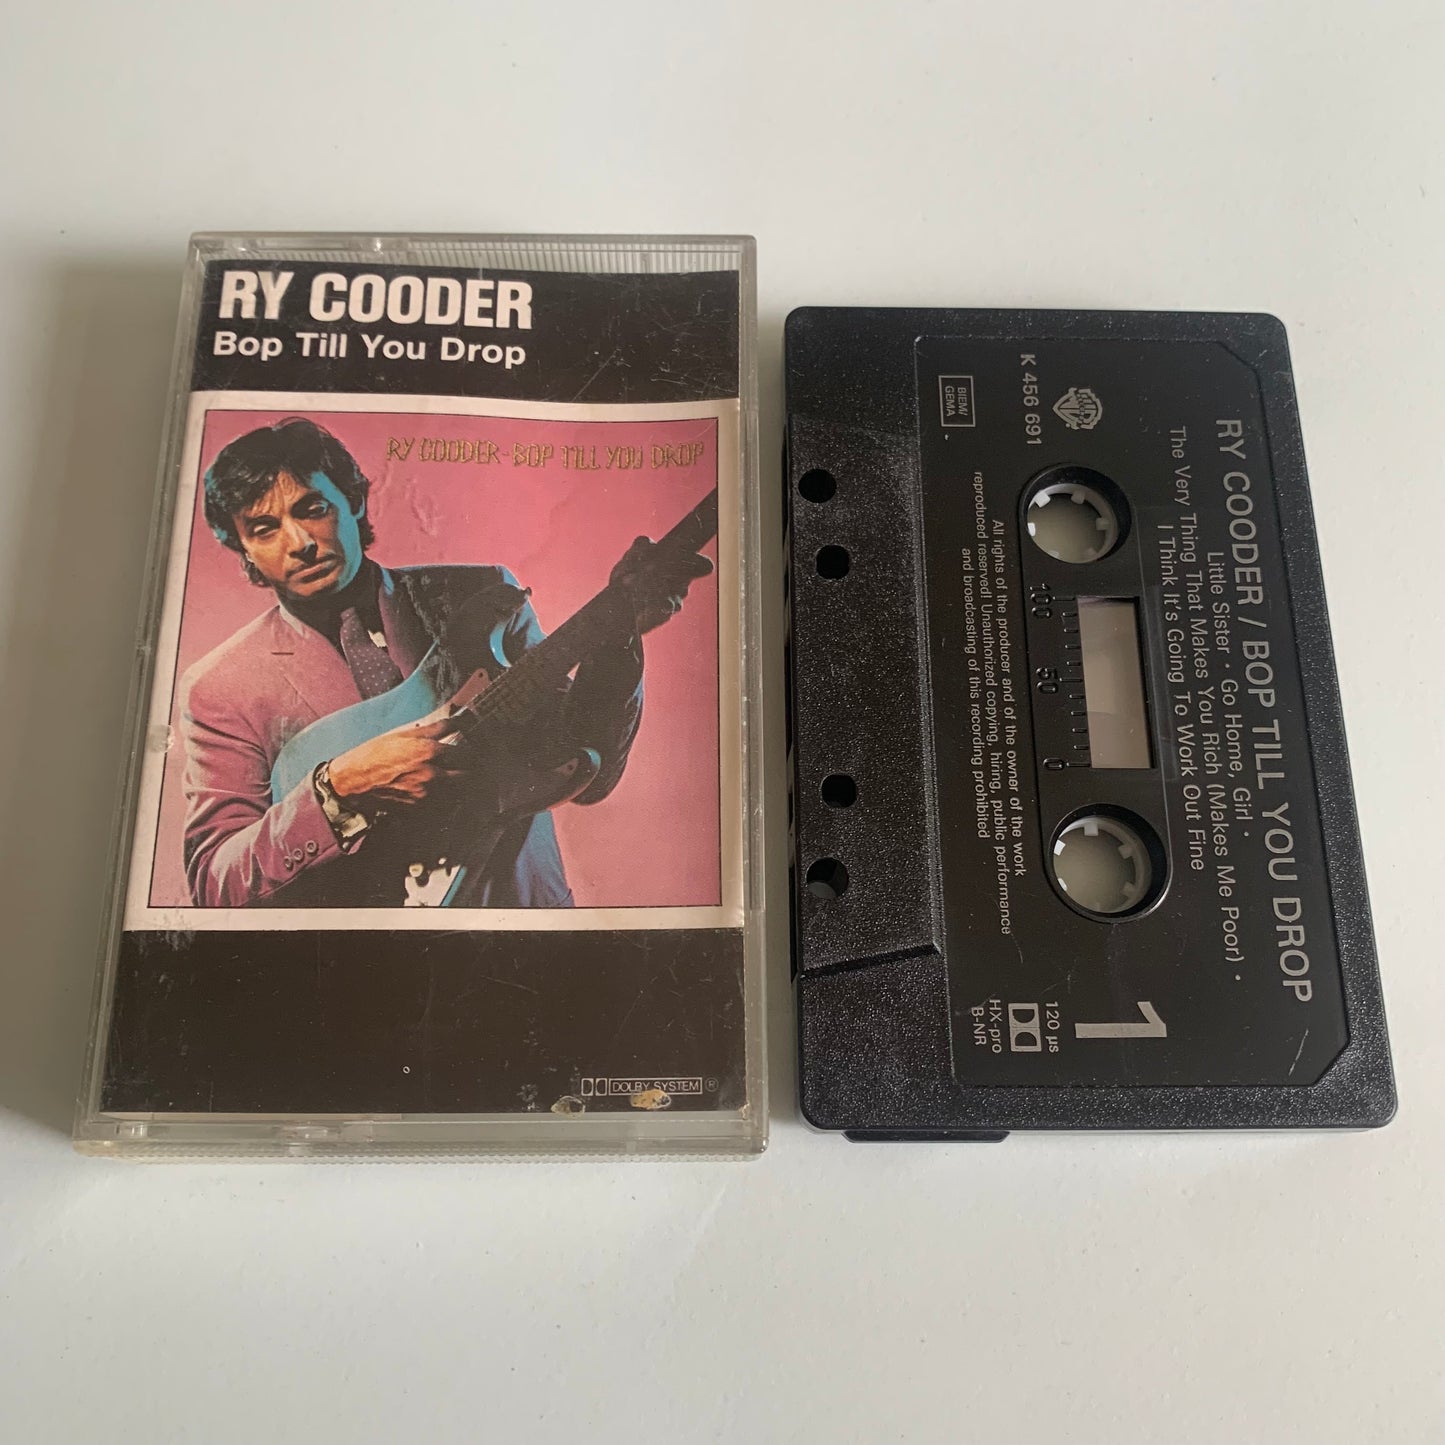 RY COODER
Bop Till You Drop
RY COODER-BOP TILL YOU DROP
DOLBY SYSTEM ®
RY COODER / BOP TILL YOU DROP
Little Sister • Go Home, Girl •
The Very Thing That Makes You Rich (Makes Me Poor) •
I Think It's Going To Work Out Fine
K 456 691
BIEM/
GEMA
100 50 0
1
120 µs
HX-pro
B-NR
All rights of the producer and of the owner of the work
reproduced reserved! Unauthorized copying, hiring, public performance
and broadcasting of this recording prohibited